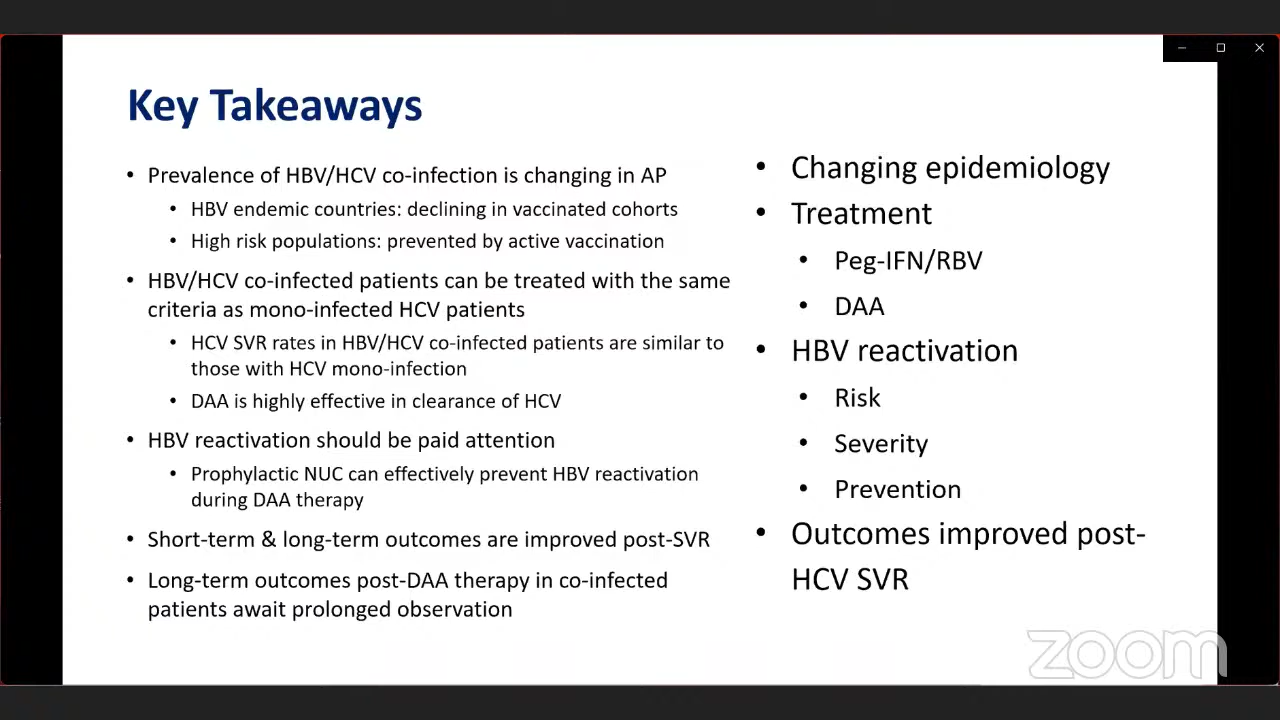 Key Takeaways
• Prevalence of HBV/HCV co-infection is changing in AP
• HBV endemic countries: declining in vaccinated cohorts
• High risk populations: prevented by active vaccination
• HBV/HCV co-infected patients can be treated with the same
criteria as mono-infected HCV patients
• HCV SVR rates in HBV/HCV co-infected patients are similar to
those with HCV mono-infection
• DAA is highly effective in clearance of HCV
• HBV reactivation should be paid attention
• Prophylactic NUC can effectively prevent HBV reactivation
during DAA therapy
• Short-term & long-term outcomes are improved post-SVR
• Long-term outcomes post-DAA therapy in co-infected
patients await prolonged observation
• Changing epidemiology
• Treatment
• Peg-IFN/RBV
• DAA
• HBV reactivation
• Risk
• Severity
• Prevention
• Outcomes improved post-
HCV SVR
zoom